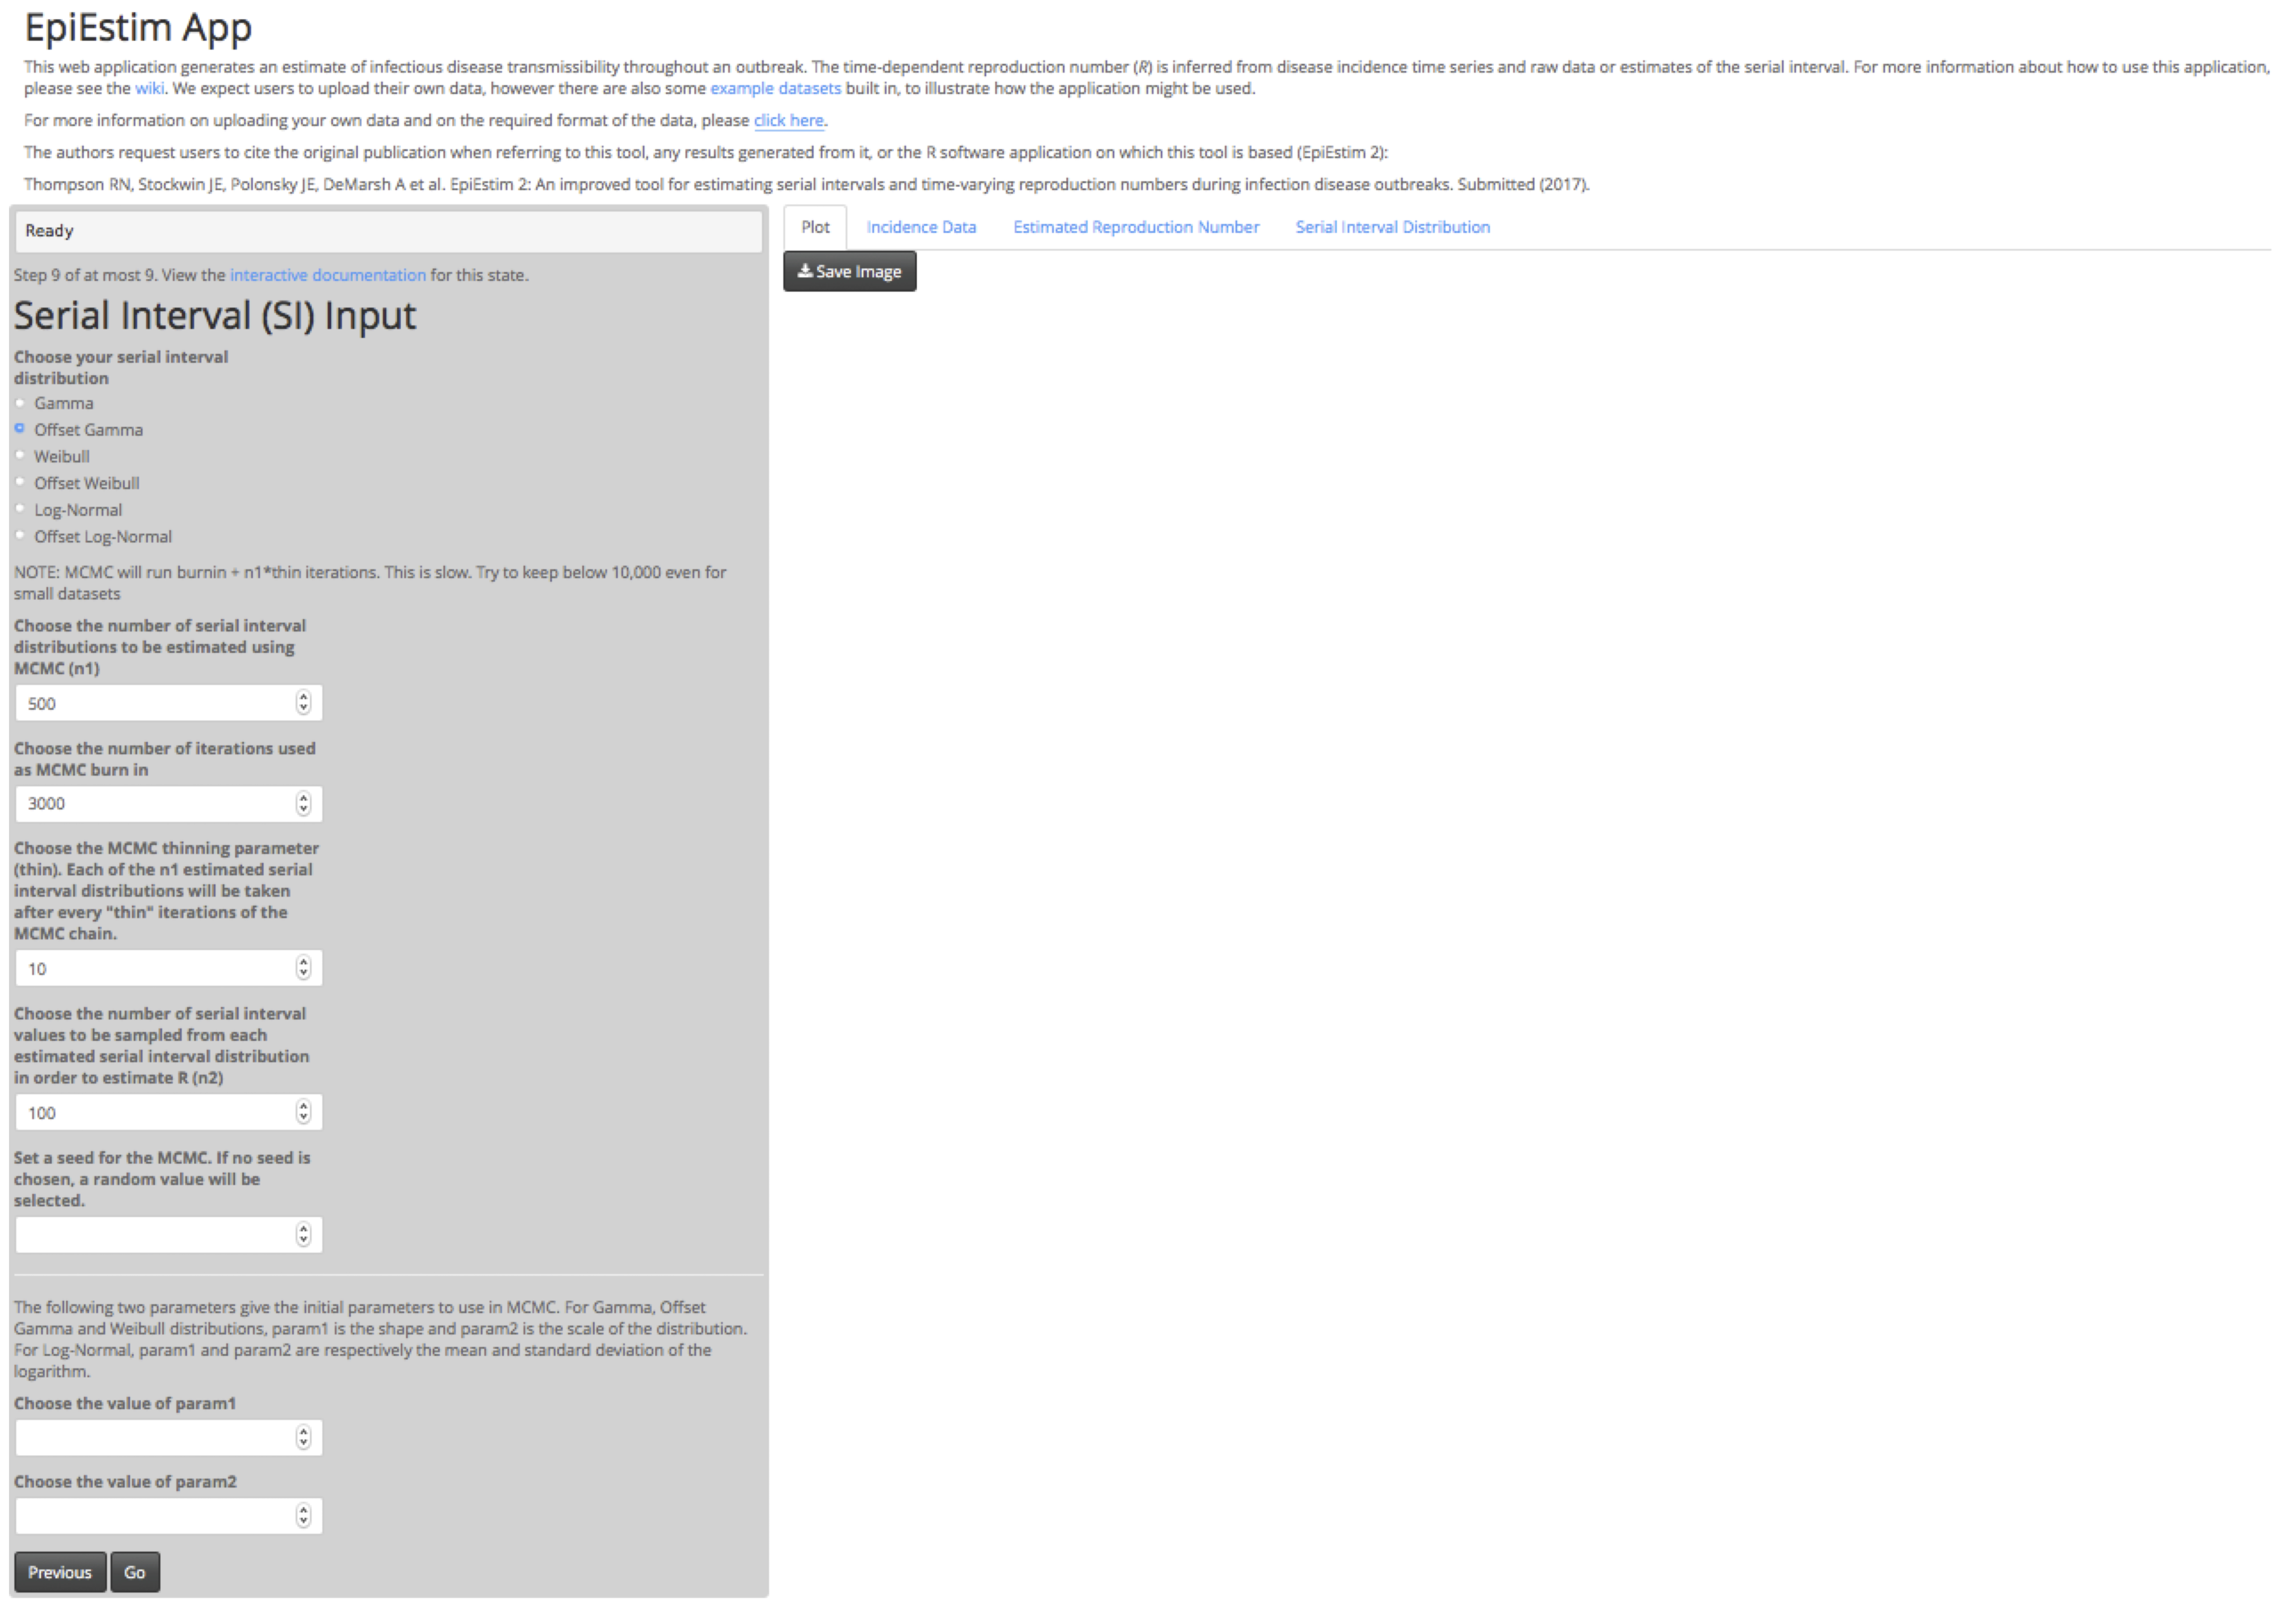 EpiEstim App
This web application generates an estimate of infectious disease transmissibility throughout an outbreak. The time-dependent reproduction number (R) is inferred from disease incidence time series and raw data or estimates of the serial interval. For more information about how to use this application,
please see the wiki. We expect users to upload their own data, however there are also some example datasets built in, to illustrate how the application might be used.
For more information on uploading your own data and on the required format of the data, please click here.
The authors request users to cite the original publication when referring to this tool, any results generated from it, or the R software application on which this tool is based (EpiEstim 2):
Thompson RN, Stockwin JE, Polonsky JE, DeMarsh A et al. EpiEstim 2: An improved tool for estimating serial intervals and time-varying reproduction numbers during infection disease outbreaks. Submitted (2017).
Ready
Step 9 of at most 9. View the interactive documentation for this state.
Serial Interval (SI) Input
Choose your serial interval
distribution
Gamma
Offset Gamma
Weibull
Offset Weibull
Log-Normal
Offset Log-Normal
NOTE: MCMC will run burnin + n1*thin iterations. This is slow. Try to keep below 10,000 even for
small datasets
Choose the number of serial interval
distributions to be estimated using
MCMC (n1)
500
Choose the number of iterations used
as MCMC burn in
3000
Choose the MCMC thinning parameter
(thin). Each of the n1 estimated serial
interval distributions will be taken
after every "thin" iterations of the
MCMC chain.
10
Choose the number of serial interval
values to be sampled from each
estimated serial interval distribution
in order to estimate R (n2)
100
Set a seed for the MCMC. If no seed is
chosen, a random value will be
selected.
The following two parameters give the initial parameters to use in MCMC. For Gamma, Offset
Gamma and Weibull distributions, param1 is the shape and param2 is the scale of the distribution.
For Log-Normal, param1 and param2 are respectively the mean and standard deviation of the
logarithm.
Choose the value of param1
Choose the value of param2
Previous Go
Plot Incidence Data Estimated Reproduction Number Serial Interval Distribution
Save Image